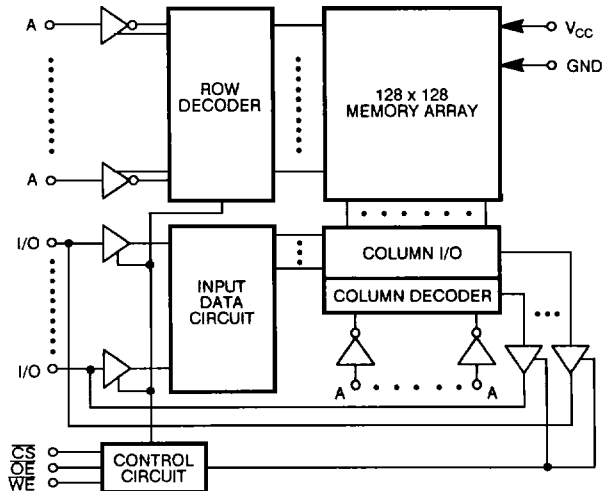 A
ROW
DECODER
128 x 128
MEMORY ARRAY
VCC
GND
A
I/O
INPUT
DATA
CIRCUIT
COLUMN I/O
COLUMN DECODER
I/O
A
A
CS
OE
WE
CONTROL
CIRCUIT